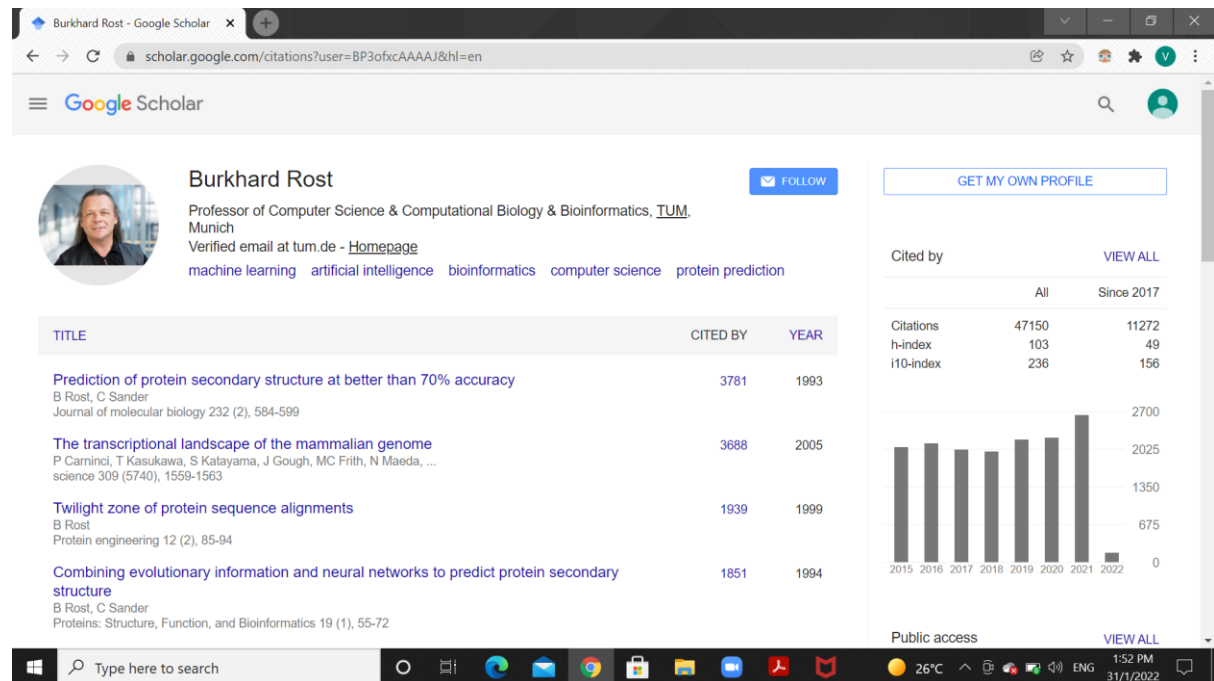 Burkhard Rost - Google Scholar
scholar.google.com/citations?user=BP3ofxcAAAAJ&hl=en
V
Google Scholar
Burkhard Rost
FOLLOW
Professor of Computer Science & Computational Biology & Bioinformatics, TUM,
Munich
Verified email at tum.de - Homepage
machine learning artificial intelligence bioinformatics computer science protein prediction
TITLE CITED BY YEAR
Prediction of protein secondary structure at better than 70% accuracy 3781 1993
B Rost, C Sander
Journal of molecular biology 232 (2), 584-599
The transcriptional landscape of the mammalian genome 3688 2005
P Carninci, T Kasukawa, S Katayama, J Gough, MC Frith, N Maeda, ...
science 309 (5740), 1559-1563
Twilight zone of protein sequence alignments 1939 1999
B Rost
Protein engineering 12 (2), 85-94
Combining evolutionary information and neural networks to predict protein secondary 1851 1994
structure
B Rost, C Sander
Proteins: Structure, Function, and Bioinformatics 19 (1), 55-72
GET MY OWN PROFILE
Cited by VIEW ALL
All Since 2017
Citations 47150 11272
h-index 103 49
i10-index 236 156
2700
2025
1350
675
0
2015 2016 2017 2018 2019 2020 2021 2022
Public access VIEW ALL
Type here to search
26°C
ENG
1:52 PM
31/1/2022